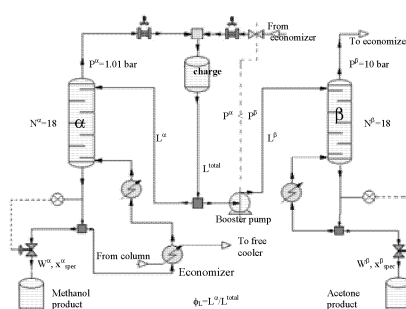 From
economizer
To economize
P^α=1.01 bar
P^β=10 bar
charge
N^α=18
α
β
N^β=18
P^α
P^β
L^α
L^β
L^total
Booster pump
W^α, x^α_spec
From column
To free
cooler
Economizer
W^β, x^β_spec
Methanol
product
ϕ_L=L^α/L^total
Acetone
product